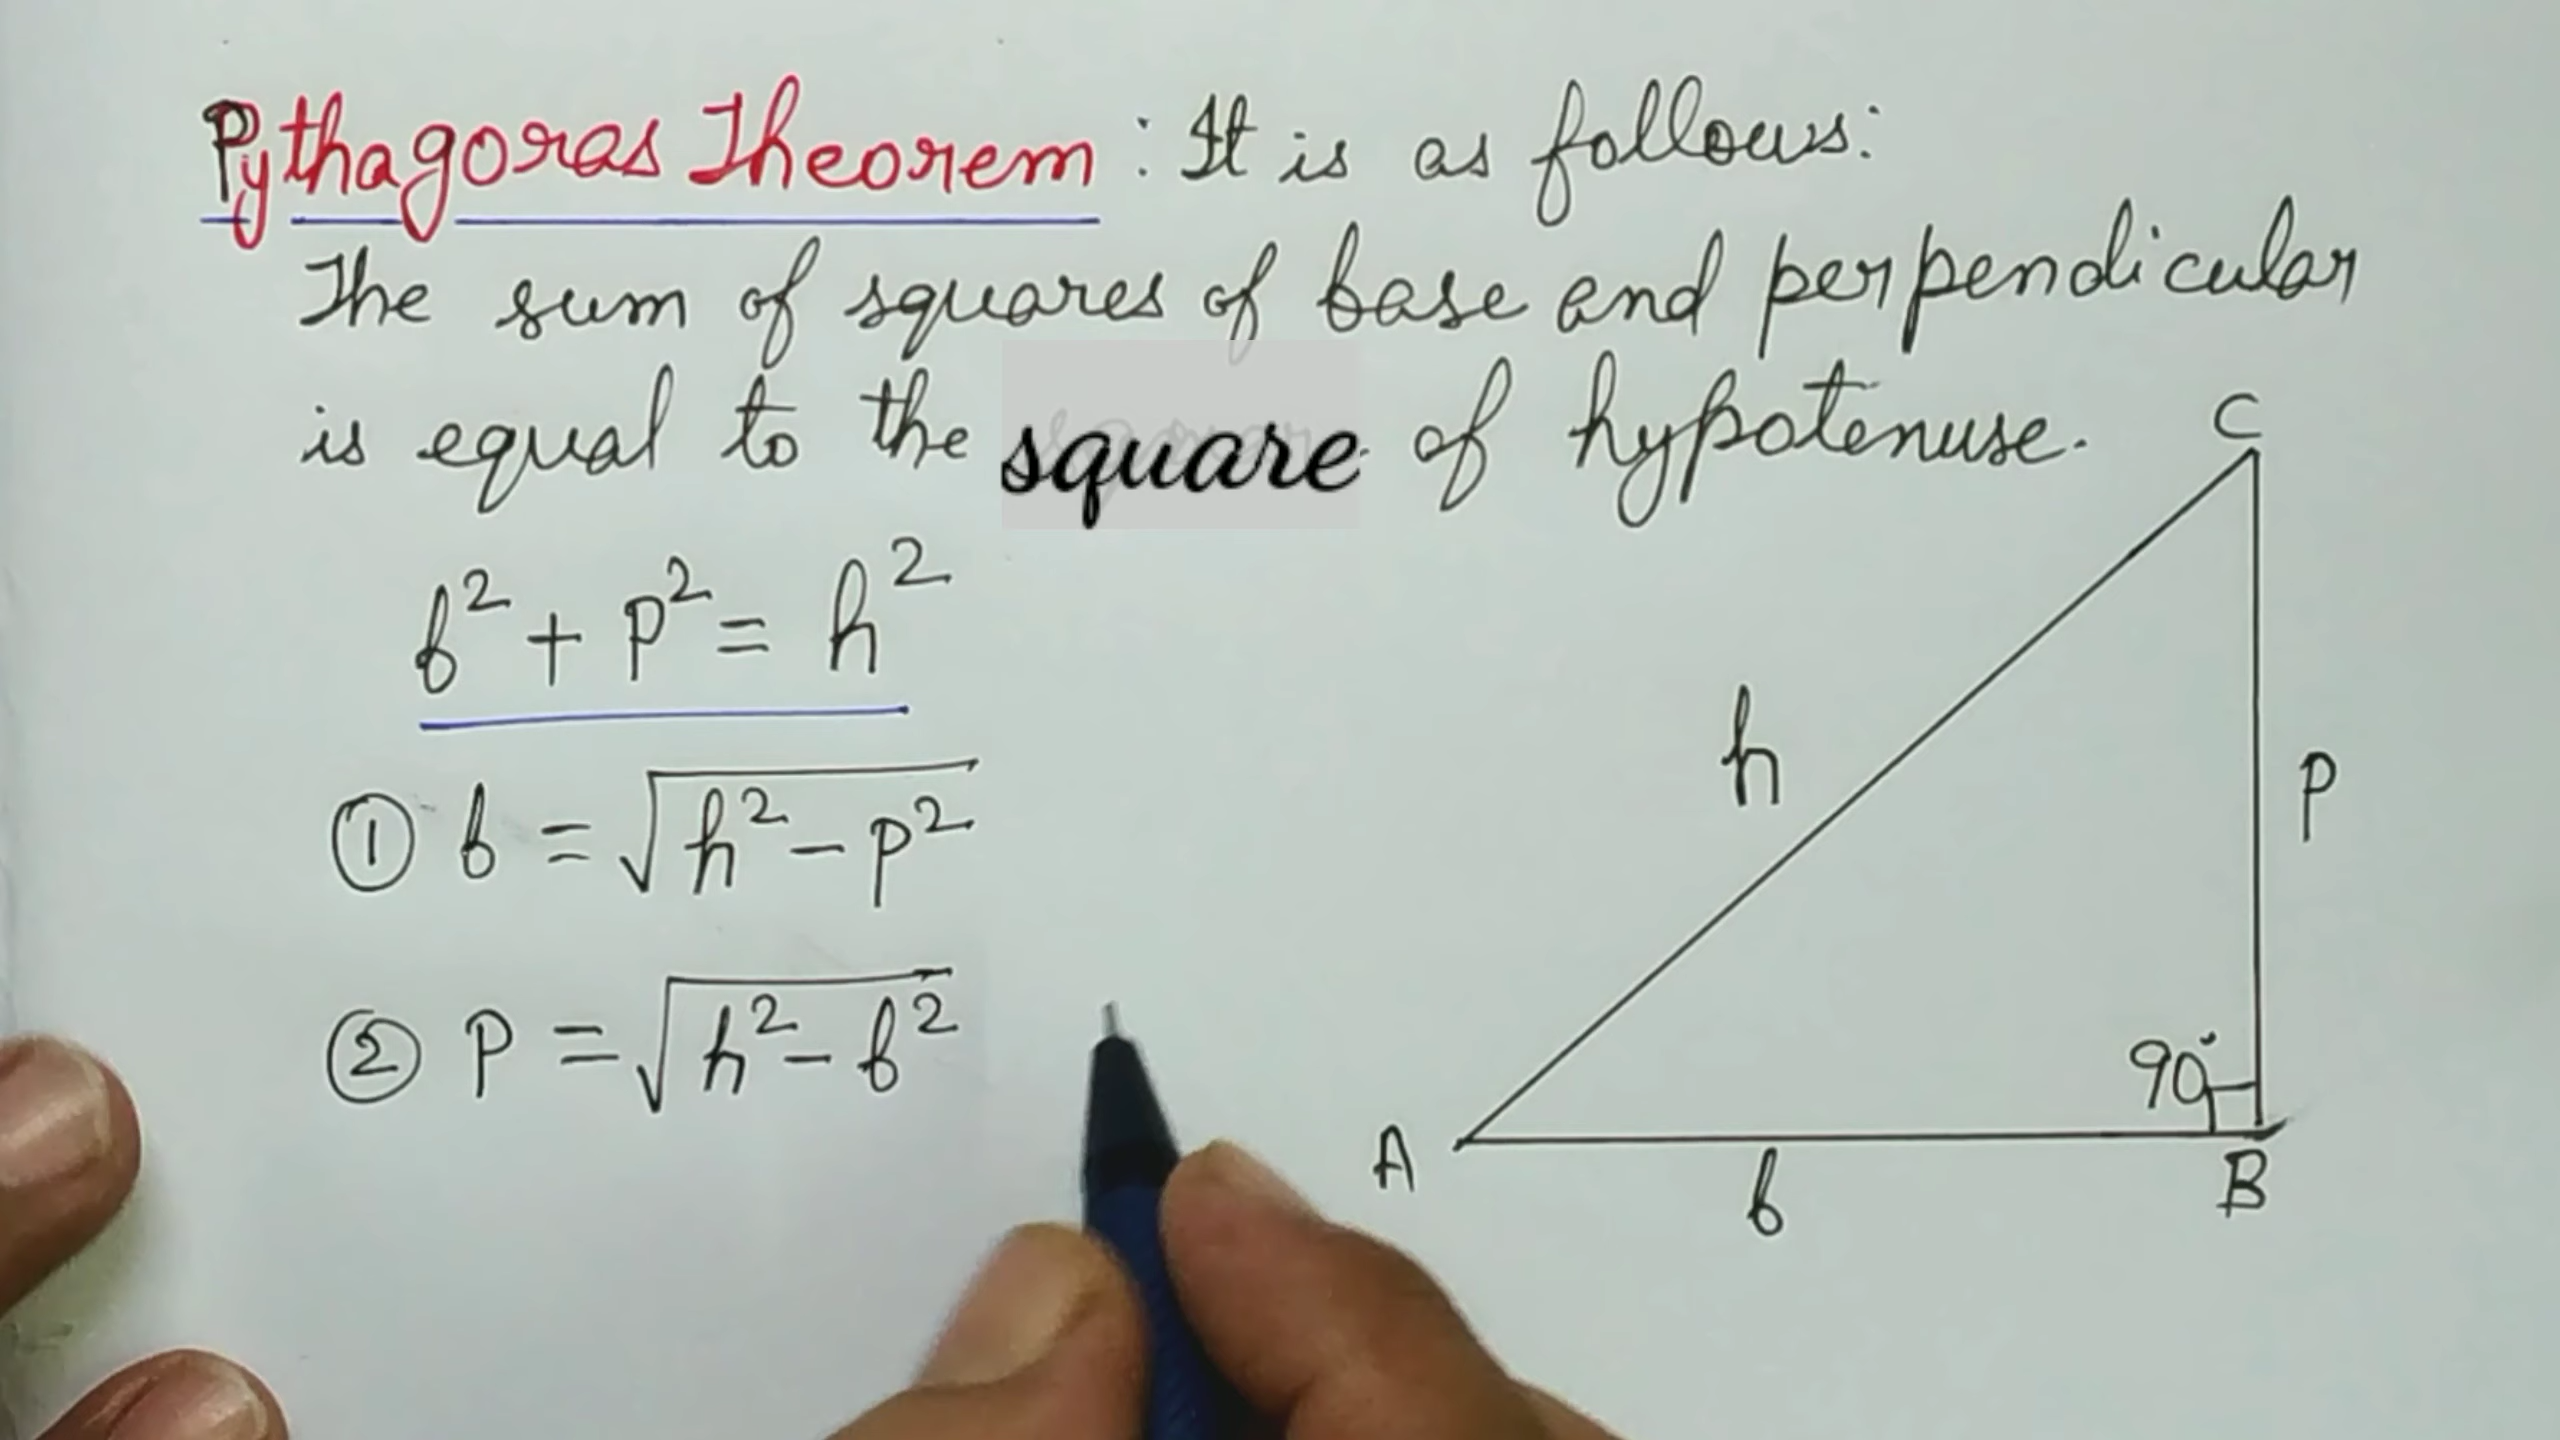 Pythagoras Theorem : It is as follows:
The sum of squares of base and perpendicular
is equal to the square of hypotenuse.
b² + p² = h²
① b = √h² - p²
② p = √h² - b²
C
h
p
90°
A
b
B